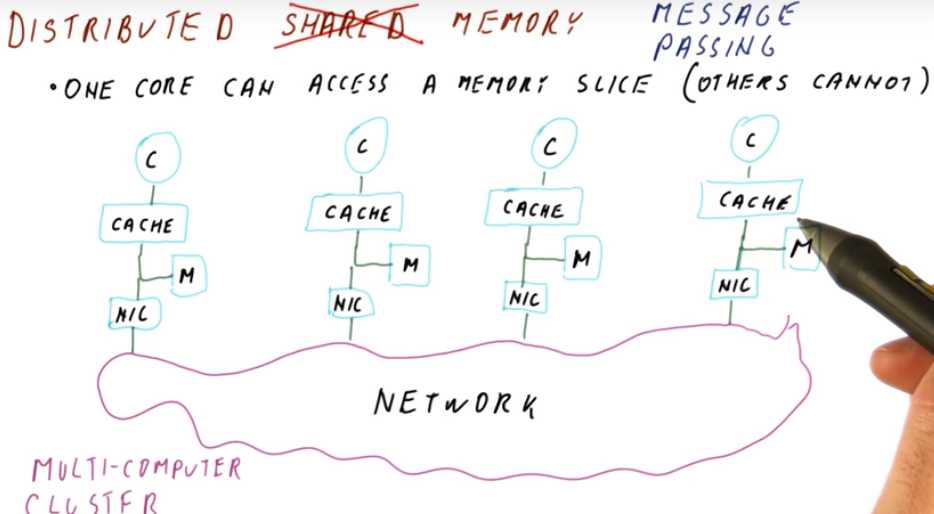 DISTRIBUTED SHARED MEMORY MESSAGE PASSING
• ONE CORE CAN ACCESS A MEMORY SLICE (OTHERS CANNOT)
C C C C
CACHE CACHE CACHE CACHE
M M M M
NIC NIC NIC NIC
NETWORK
MULTI-COMPUTER
CLUSTER